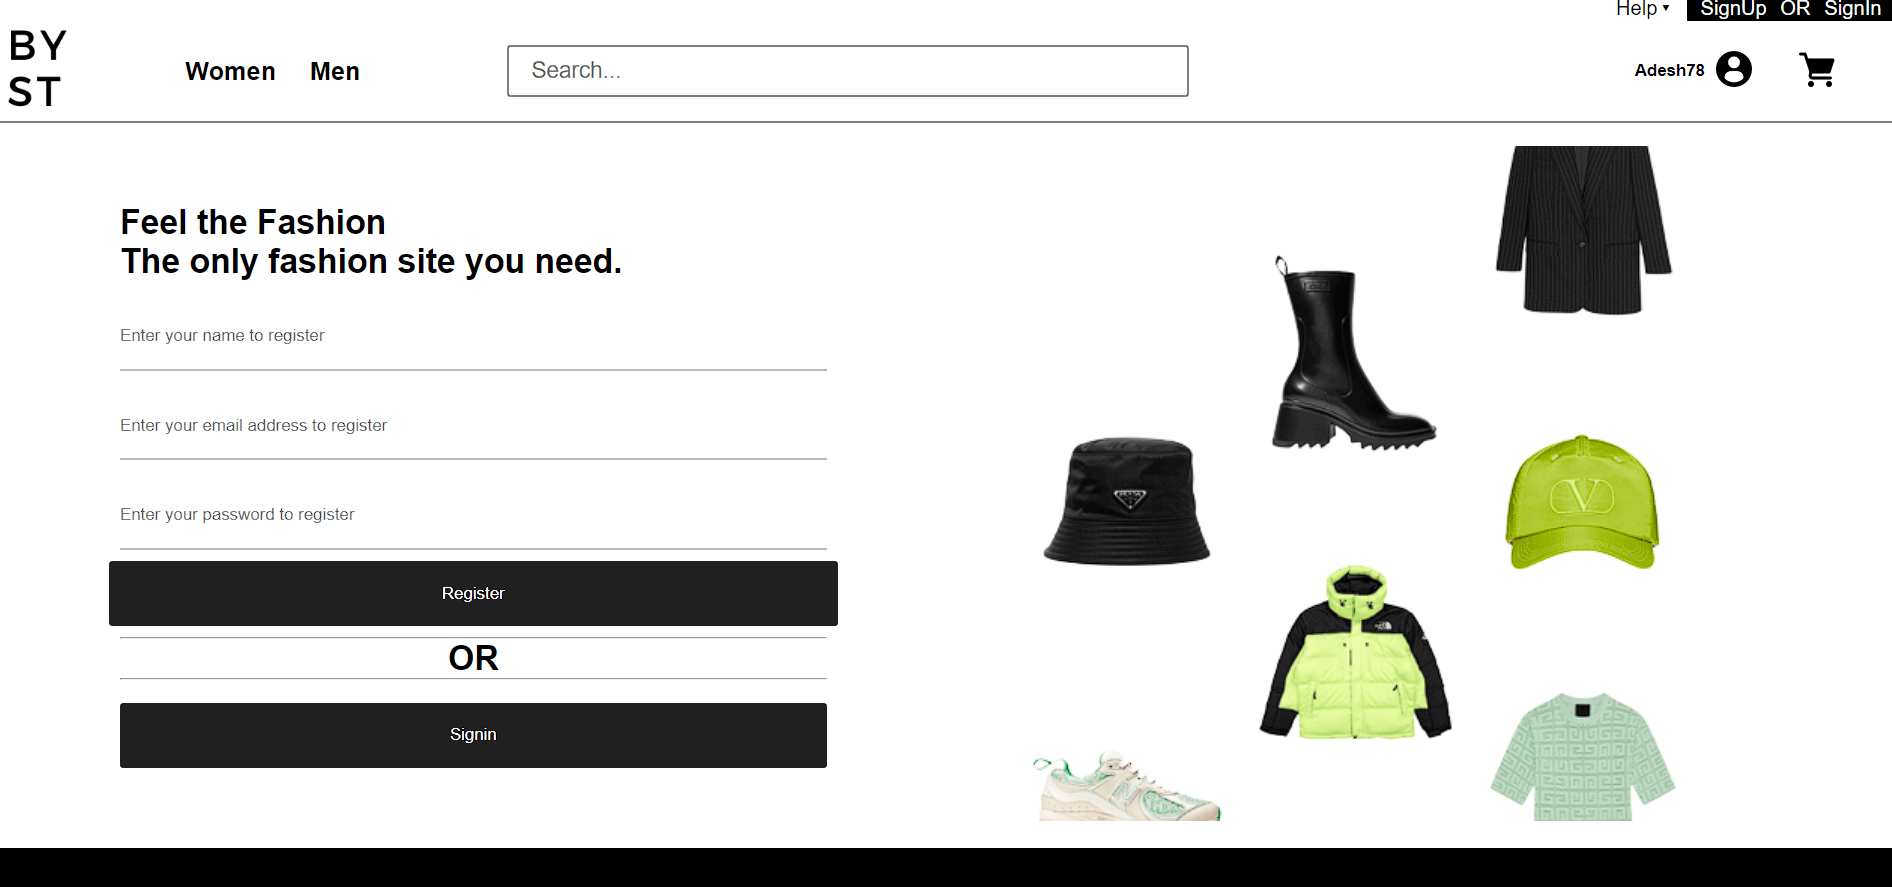 Help ▾ SignUp OR SignIn
BY
ST
Women Men Search... Adesh78
Feel the Fashion
The only fashion site you need.
Enter your name to register
Enter your email address to register
Enter your password to register
Register
OR
Signin
PRADA
V
N